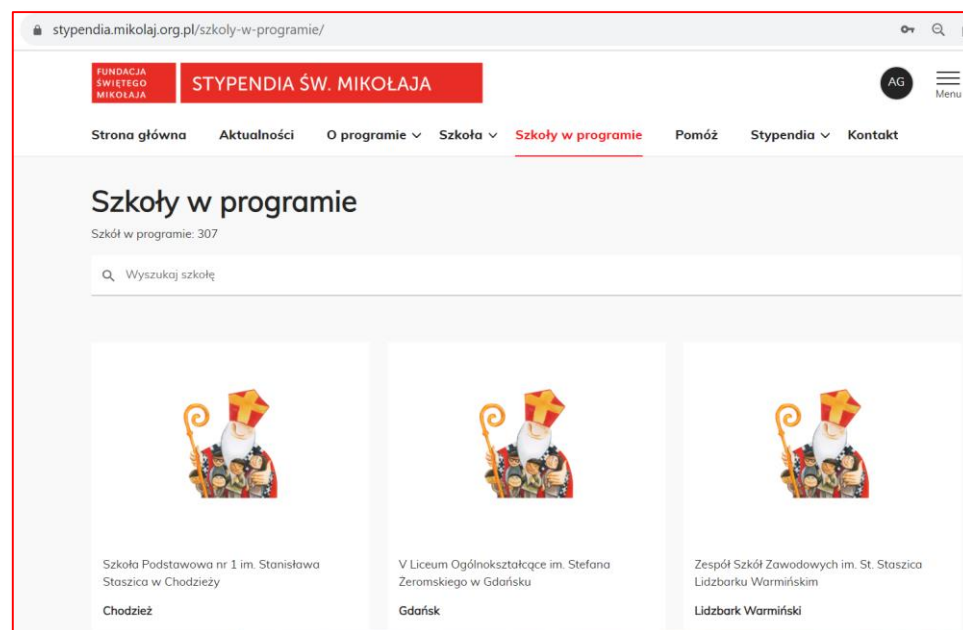 stypendia.mikolaj.org.pl/szkoly-w-programie/
FUNDACJA
ŚWIĘTEGO
MIKOŁAJA
STYPENDIA ŚW. MIKOŁAJA
AG
Menu
Strona główna Aktualności O programie Szkoła Szkoły w programie Pomóż Stypendia Kontakt
Szkoły w programie
Szkół w programie: 307
Wyszukaj szkołę
Szkoła Podstawowa nr 1 im. Stanisława
Staszica w Chodzieży
Chodzież
V Liceum Ogólnokształcące im. Stefana
Żeromskiego w Gdańsku
Gdańsk
Zespół Szkół Zawodowych im. St. Staszica
Lidzbarku Warmińskim
Lidzbark Warmiński